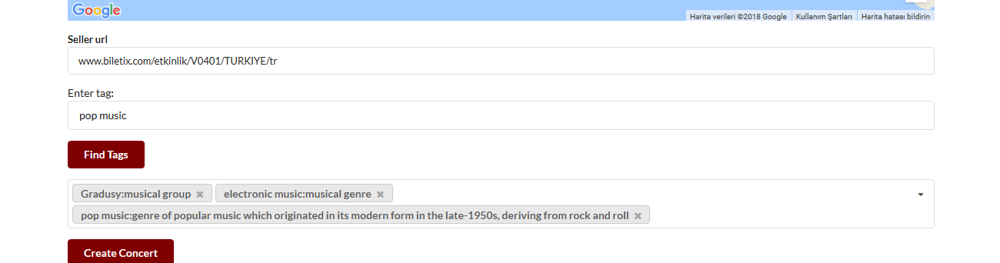 Google
Harita verileri ©2018 Google Kullanım Şartları Harita hatası bildirin
Seller url
www.biletix.com/etkinlik/V0401/TURKIYE/tr
Enter tag:
pop music
Find Tags
Gradusy:musical group × electronic music:musical genre ×
pop music:genre of popular music which originated in its modern form in the late-1950s, deriving from rock and roll ×
Create Concert